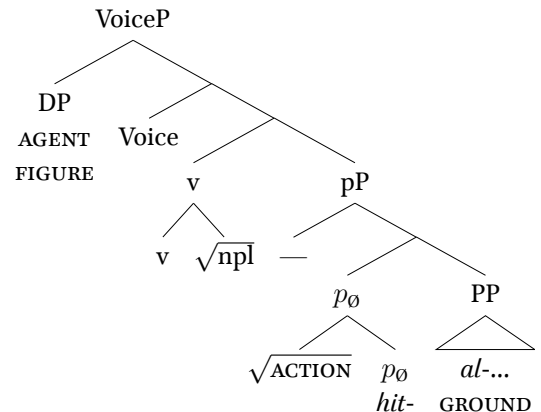 VoiceP
DP
AGENT
FIGURE
Voice
v
pP
v √npl —
p∅
PP
√ACTION p∅ al-...
hit- GROUND